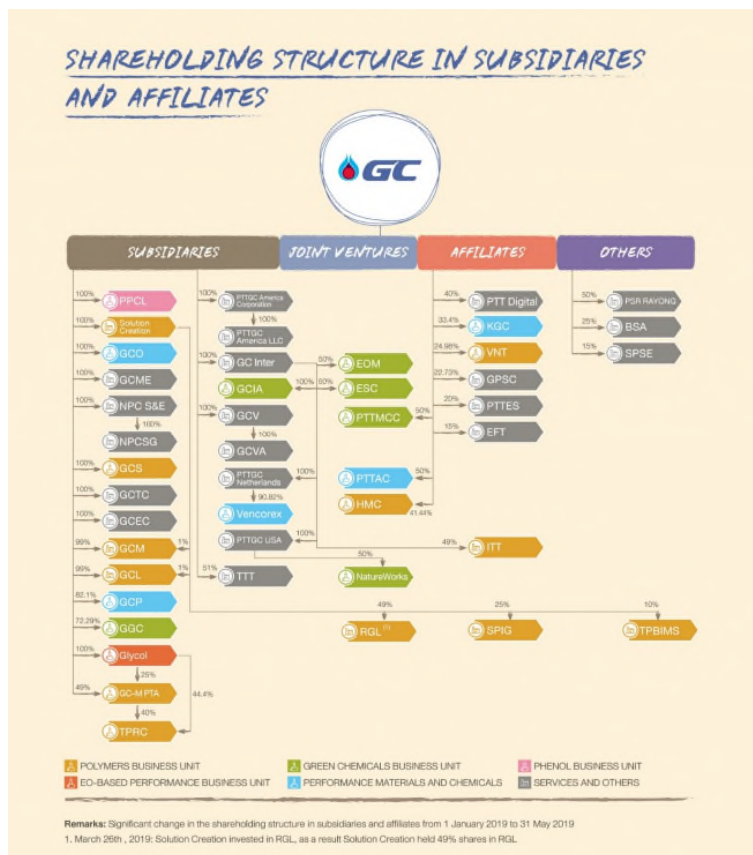 SHAREHOLDING STRUCTURE IN SUBSIDIARIES
AND AFFILIATES
GC
SUBSIDIARIES
JOINT VENTURES
AFFILIATES
OTHERS
100%
PPCL
100%
Solution
Creation
100%
GCO
100%
GCME
100%
NPC S&E
100%
NPCSG
100%
GCS
100%
GCTC
100%
GCEC
99%
GCM
1%
99%
GCL
1%
82.1%
GCP
72.29%
GGC
100%
Glycol
25%
49%
GC-M PTA
44.4%
40%
TPRC
100%
PTTGC America
Corporation
100%
PTTGC
America LLC
100%
GC Inter
GCIA
100%
100%
GCV
100%
GCVA
PTTGC
Netherlands
100%
90.82%
Vencorex
PTTGC USA
100%
50%
NatureWorks
51%
TTT
50%
EOM
50%
ESC
PTTMCC
50%
PTTAC
50%
HMC
41.44%
40%
PTT Digital
33.4%
KGC
24.98%
VNT
22.73%
GPSC
20%
PTTES
15%
EFT
49%
ITT
50%
PSR RAYONG
25%
BSA
15%
SPSE
49%
RGL (1)
25%
SPIG
10%
TPBIMS
POLYMERS BUSINESS UNIT
GREEN CHEMICALS BUSINESS UNIT
PHENOL BUSINESS UNIT
EO-BASED PERFORMANCE BUSINESS UNIT
PERFORMANCE MATERIALS AND CHEMICALS
SERVICES AND OTHERS
Remarks: Significant change in the shareholding structure in subsidiaries and affiliates from 1 January 2019 to 31 May 2019
1. March 26th , 2019: Solution Creation invested in RGL, as a result Solution Creation held 49% shares in RGL